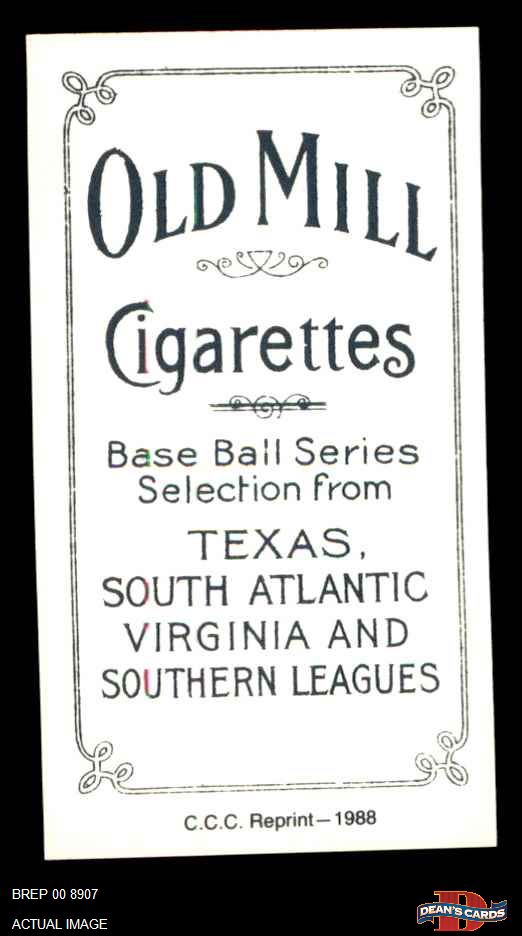 OLD MILL
Cigarettes
Base Ball Series
Selection from
TEXAS,
SOUTH ATLANTIC
VIRGINIA AND
SOUTHERN LEAGUES
C.C.C. Reprint—1988
BREP 00 8907
ACTUAL IMAGE
DEAN'S CARDS